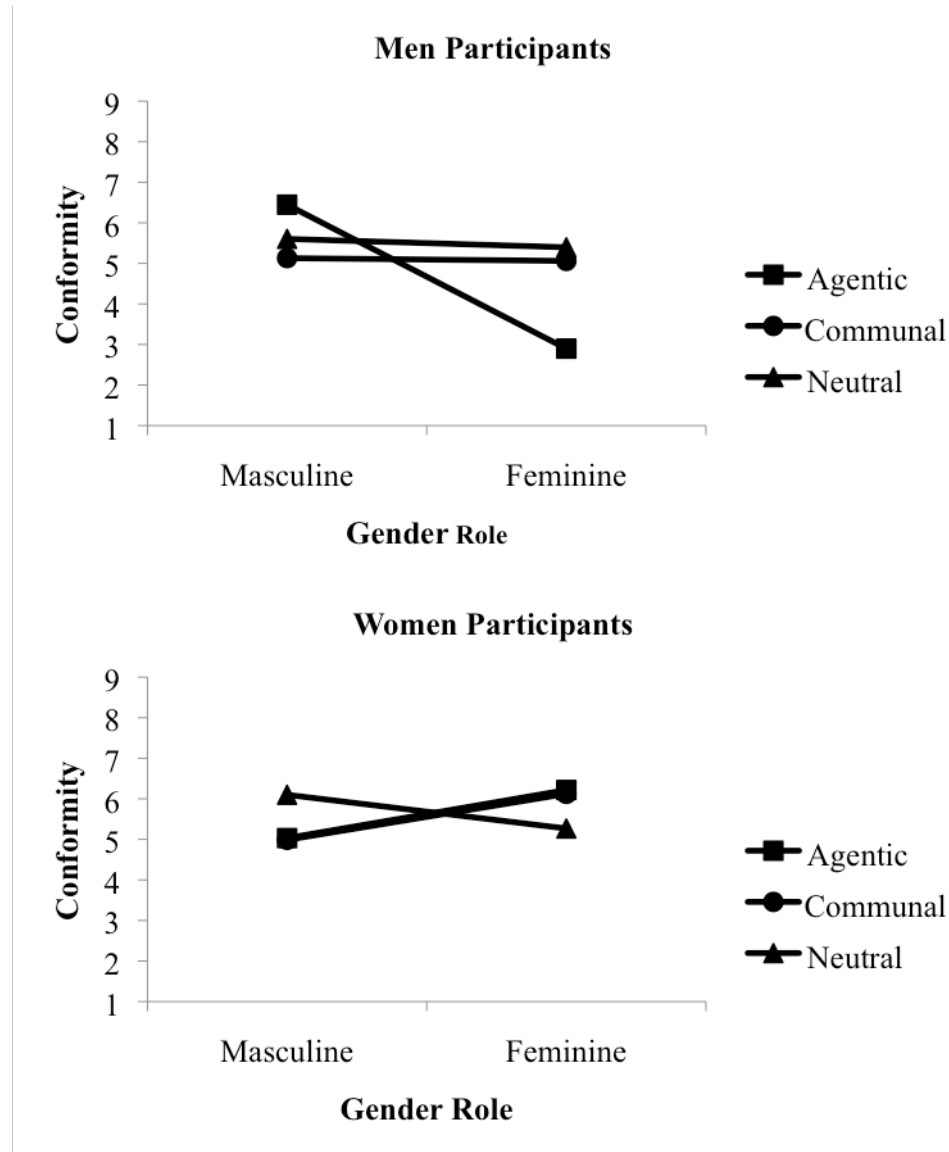 Men Participants
9
8
7
6
5
4
3
2
1
Conformity
Masculine Feminine
Gender Role
Agentic
Communal
Neutral
Women Participants
9
8
7
6
5
4
3
2
1
Conformity
Masculine Feminine
Gender Role
Agentic
Communal
Neutral